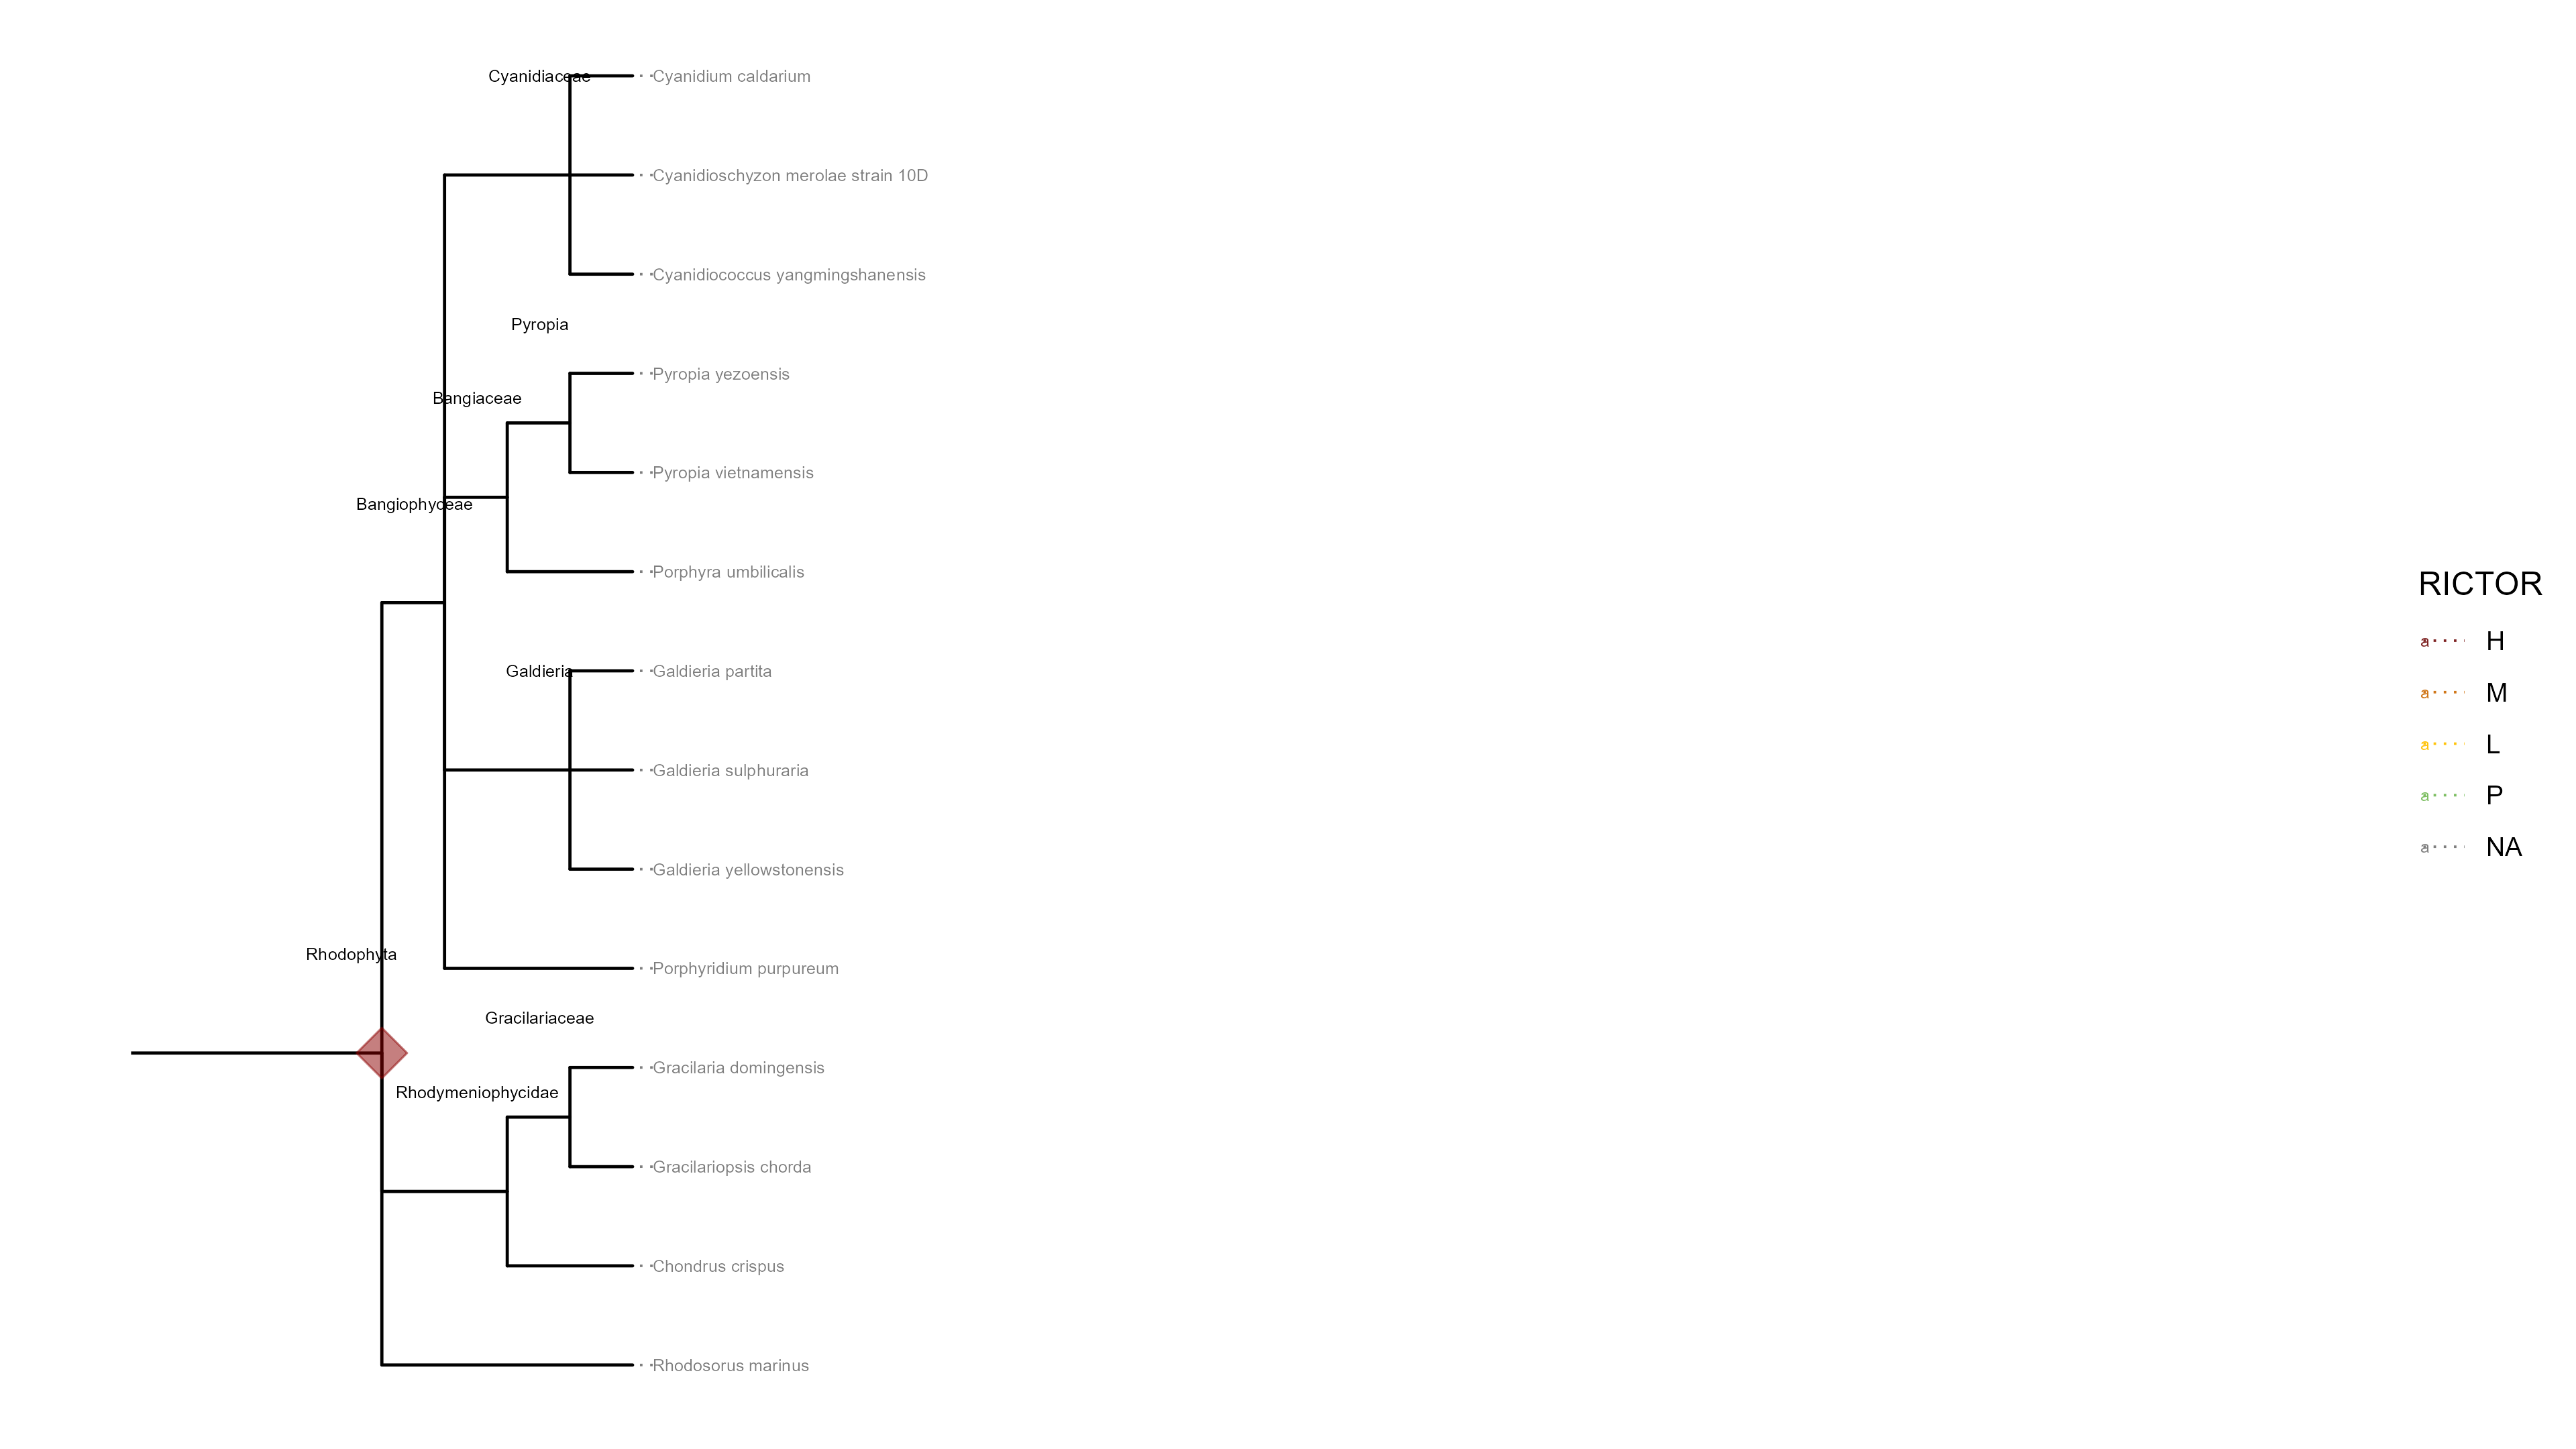 Cyanidiaceae
Cyanidium caldarium
Cyanidioschyzon merolae strain 10D
Cyanidiococcus yangmingshanensis
Pyropia
Pyropia yezoensis
Bangiaceae
Pyropia vietnamensis
Bangiophyceae
Porphyra umbilicalis
Galdieria
Galdieria partita
Galdieria sulphuraria
Galdieria yellowstonensis
Rhodophyta
Porphyridium purpureum
Gracilariaceae
Gracilaria domingensis
Rhodymeniophycidae
Gracilariopsis chorda
Chondrus crispus
Rhodosorus marinus
RICTOR
a H
a M
a L
a P
a NA